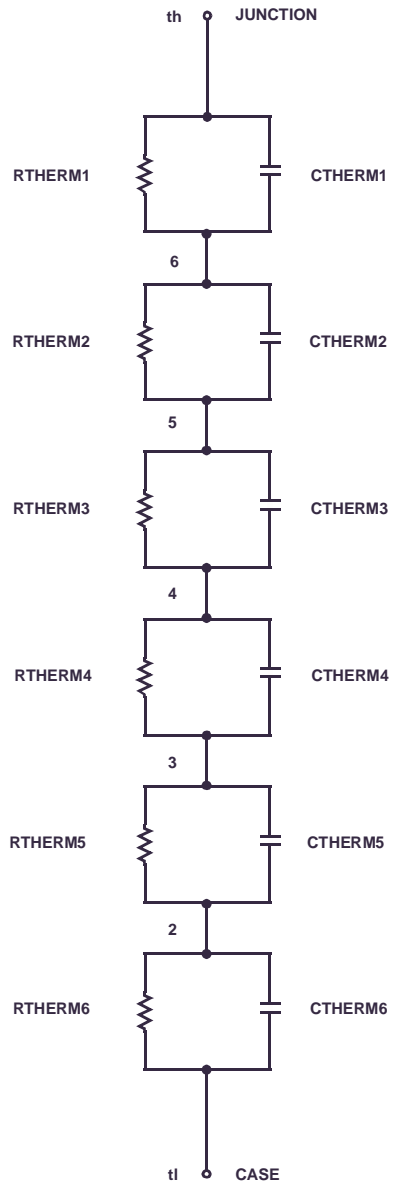 th JUNCTION
RTHERM1 CTHERM1
6
RTHERM2 CTHERM2
5
RTHERM3 CTHERM3
4
RTHERM4 CTHERM4
3
RTHERM5 CTHERM5
2
RTHERM6 CTHERM6
tl CASE